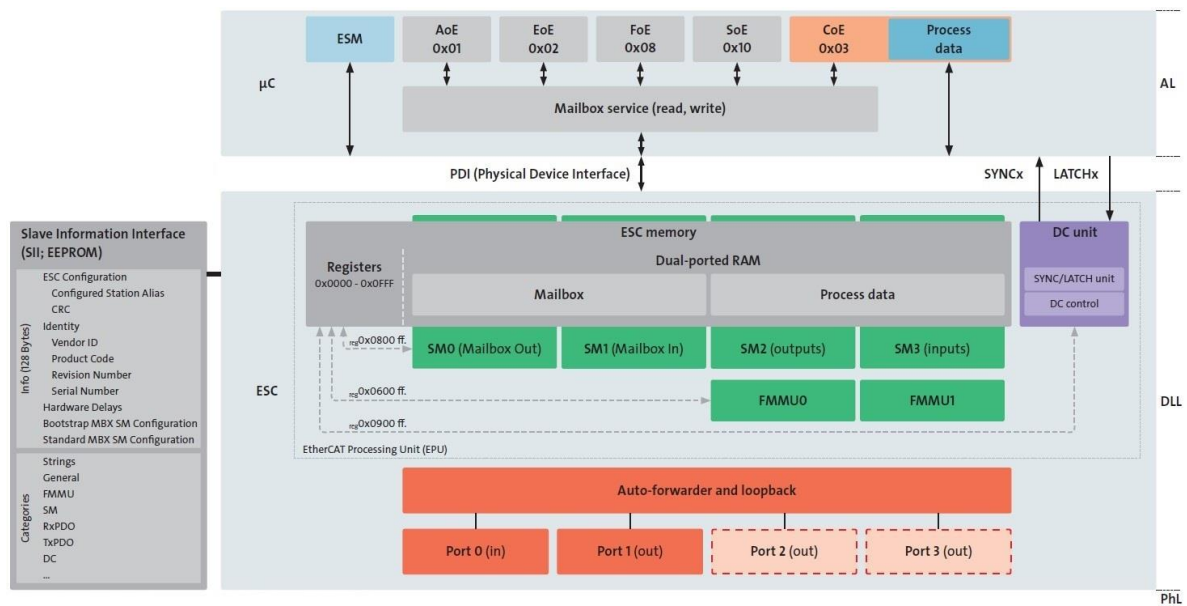 ESM
AoE
0x01
EoE
0x02
FoE
0x08
SoE
0x10
CoE
0x03
Process
data
µC
AL
Mailbox service (read, write)
PDI (Physical Device Interface)
SYNCx
LATCHx
Slave Information Interface
(SII; EEPROM)
Info (128 Bytes)
ESC Configuration
Configured Station Alias
CRC
Identity
Vendor ID
Product Code
Revision Number
Serial Number
Hardware Delays
Bootstrap MBX SM Configuration
Standard MBX SM Configuration
Categories
Strings
General
FMMU
SM
RxPDO
TxPDO
DC
...
ESC memory
Dual-ported RAM
Registers
0x0000 - 0x0FFF
Mailbox
Process data
DC unit
SYNC/LATCH unit
DC control
reg0x0800 ff.
SM0 (Mailbox Out)
SM1 (Mailbox In)
SM2 (outputs)
SM3 (inputs)
ESC
DLL
reg0x0600 ff.
FMMU0
FMMU1
reg0x0900 ff.
EtherCAT Processing Unit (EPU)
Auto-forwarder and loopback
Port 0 (in)
Port 1 (out)
Port 2 (out)
Port 3 (out)
PhL